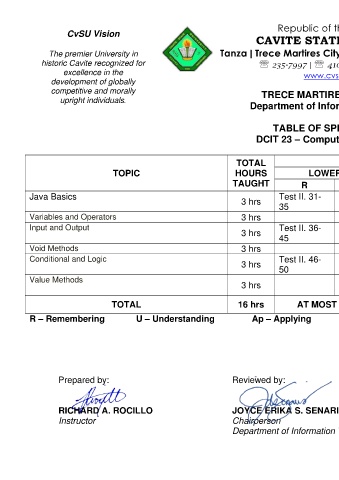 CvSU Vision
The premier University in
historic Cavite recognized for
excellence in the
development of globally
competitive and morally
upright individuals.
Republic of th
CAVITE STAT
Tanza | Trece Martires City
☏ 235-7997 | ☏ 416
www.cvs
TRECE MARTIRE
Department of Infor
TABLE OF SPE
DCIT 23 – Comput
TOPIC
TOTAL
HOURS
TAUGHT
LOWER
R
Java Basics
3 hrs
Test II. 31-
35
Variables and Operators
3 hrs
Input and Output
3 hrs
Test II. 36-
45
Void Methods
3 hrs
Conditional and Logic
3 hrs
Test II. 46-
50
Value Methods
3 hrs
TOTAL
16 hrs
AT MOST
R – Remembering U – Understanding Ap – Applying
Prepared by:
RICHARD A. ROCILLO
Instructor
Reviewed by:
JOYCE ERIKA S. SENARI
Chairperson
Department of Information